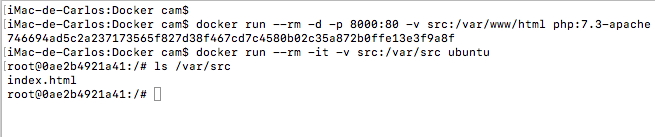 iMac-de-Carlos:Docker cam$
iMac-de-Carlos:Docker cam$ docker run --rm -d -p 8000:80 -v src:/var/www/html php:7.3-apache
746694ad5c2a237173565f827d38f467cd7c4580b02c35a872b0ffe13e3f9a8f
iMac-de-Carlos:Docker cam$ docker run --rm -it -v src:/var/src ubuntu
root@0ae2b4921a41:/# ls /var/src
index.html
root@0ae2b4921a41:/#